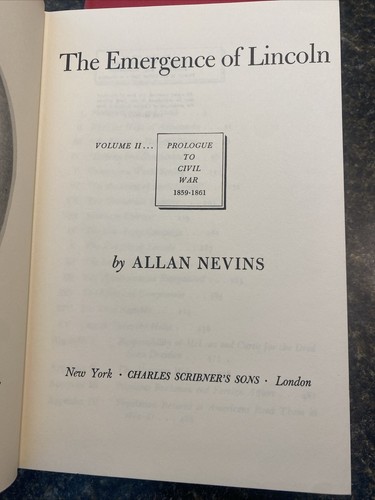 The Emergence of Lincoln
VOLUME II... PROLOGUE
TO
CIVIL
WAR
1859-1861
by ALLAN NEVINS
New York · CHARLES SCRIBNER'S SONS · London